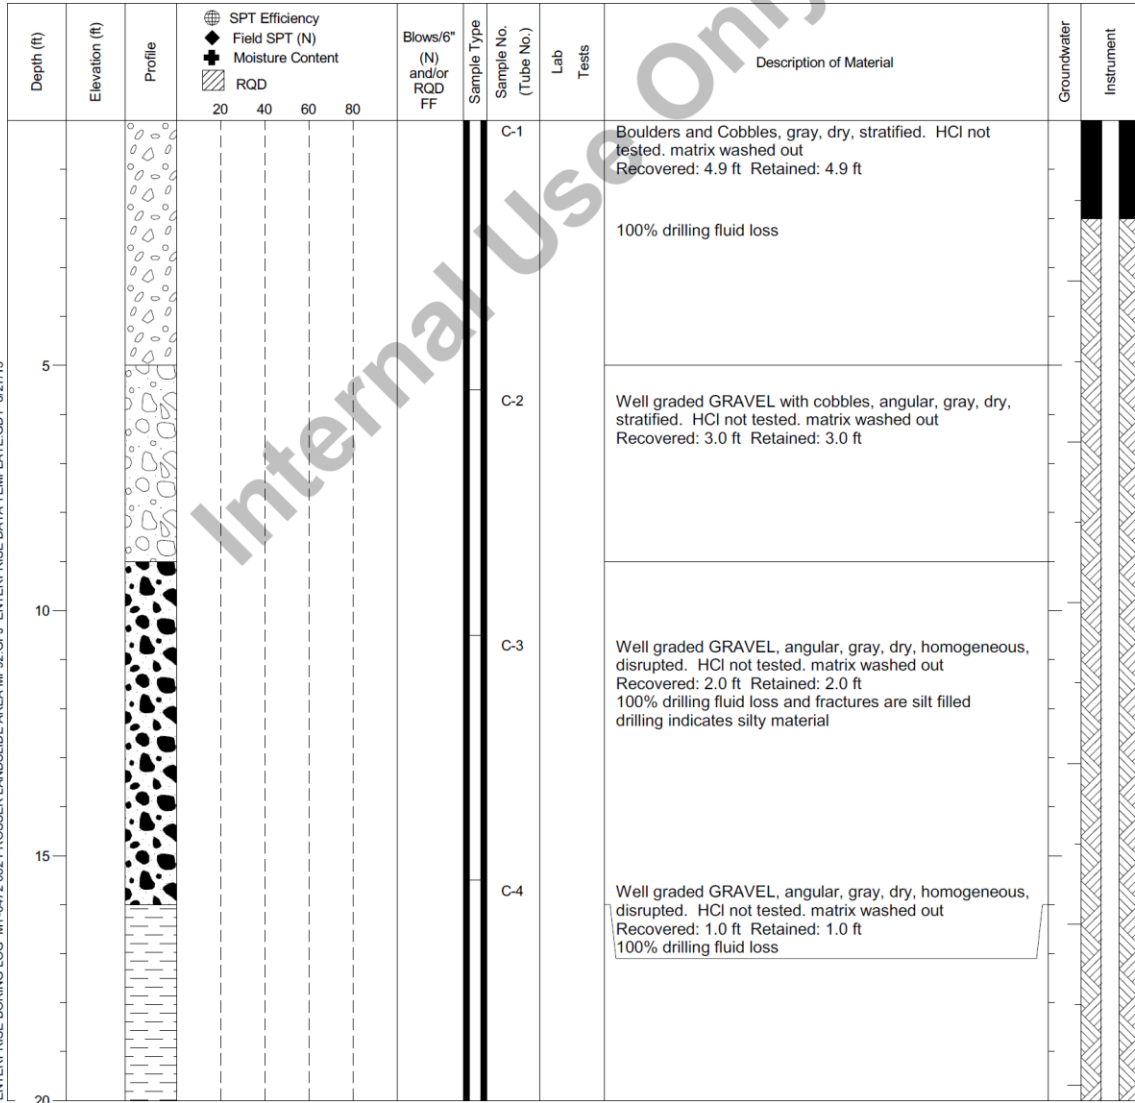 Depth (ft)
Elevation (ft)
Profile
SPT Efficiency
Field SPT (N)
Moisture Content
RQD
20 40 60 80
Blows/6"
(N)
and/or
RQD
FF
Sample Type
Sample No.
(Tube No.)
Lab
Tests
Description of Material
Groundwater
Instrument
C-1
Boulders and Cobbles, gray, dry, stratified. HCl not
tested. matrix washed out
Recovered: 4.9 ft Retained: 4.9 ft
100% drilling fluid loss
5
C-2
Well graded GRAVEL with cobbles, angular, gray, dry,
stratified. HCl not tested. matrix washed out
Recovered: 3.0 ft Retained: 3.0 ft
10
C-3
Well graded GRAVEL, angular, gray, dry, homogeneous,
disrupted. HCl not tested. matrix washed out
Recovered: 2.0 ft Retained: 2.0 ft
100% drilling fluid loss and fractures are silt filled
drilling indicates silty material
15
C-4
Well graded GRAVEL, angular, gray, dry, homogeneous,
disrupted. HCl not tested. matrix washed out
Recovered: 1.0 ft Retained: 1.0 ft
100% drilling fluid loss
20
Internal Use Only